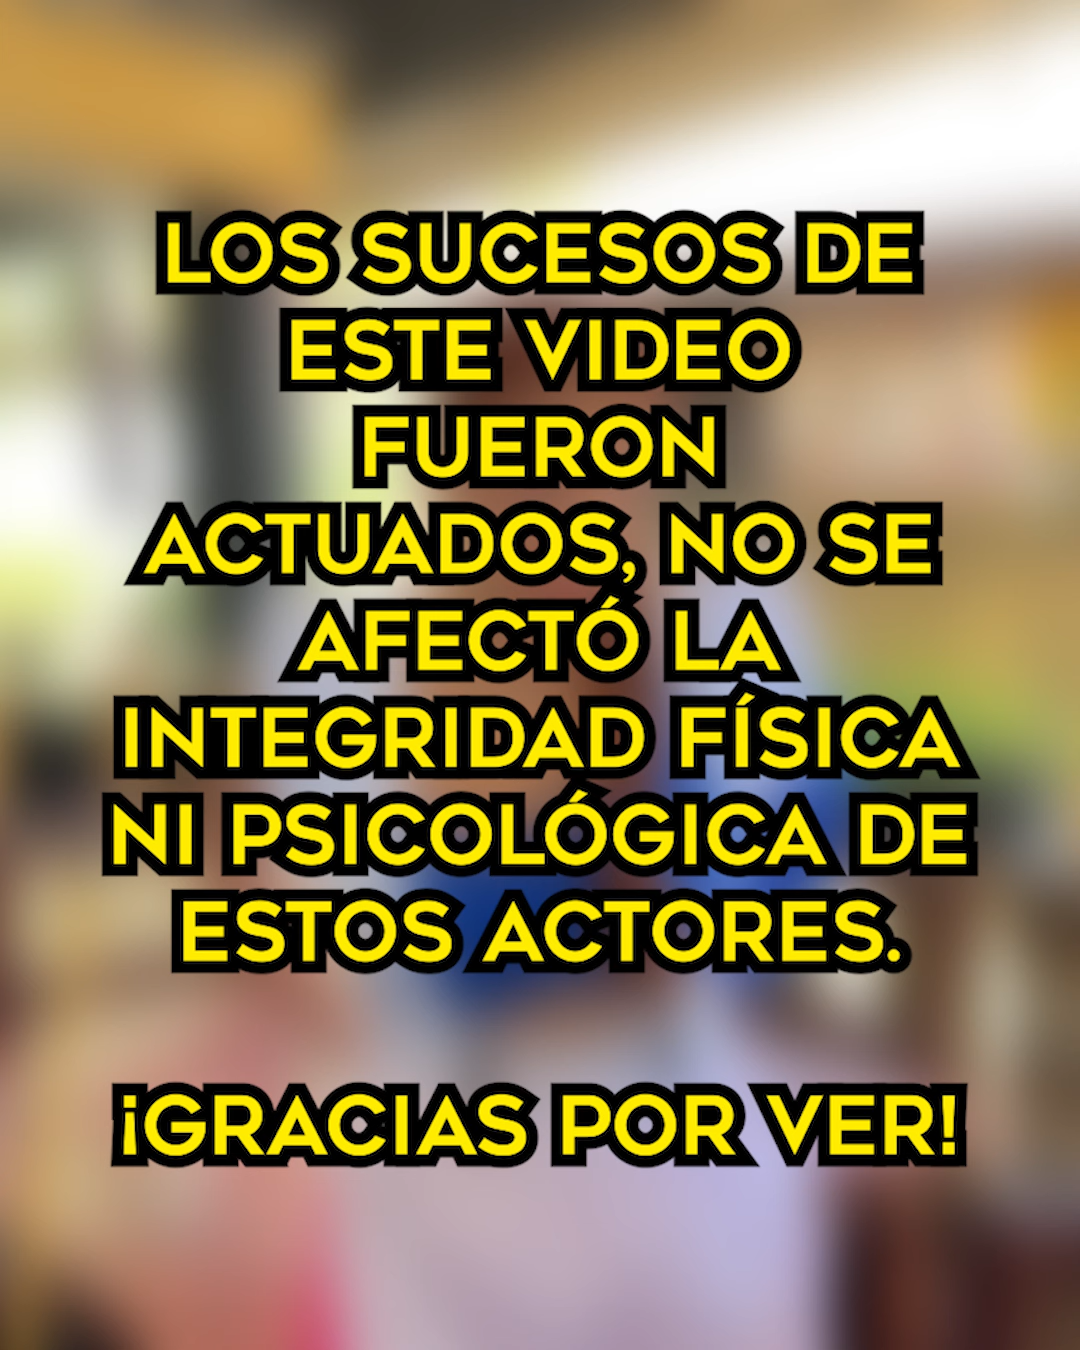 LOS SUCESOS DE
ESTE VIDEO
FUERON
ACTUADOS, NO SE
AFECTÓ LA
INTEGRIDAD FÍSICA
NI PSICOLÓGICA DE
ESTOS ACTORES.
¡GRACIAS POR VER!